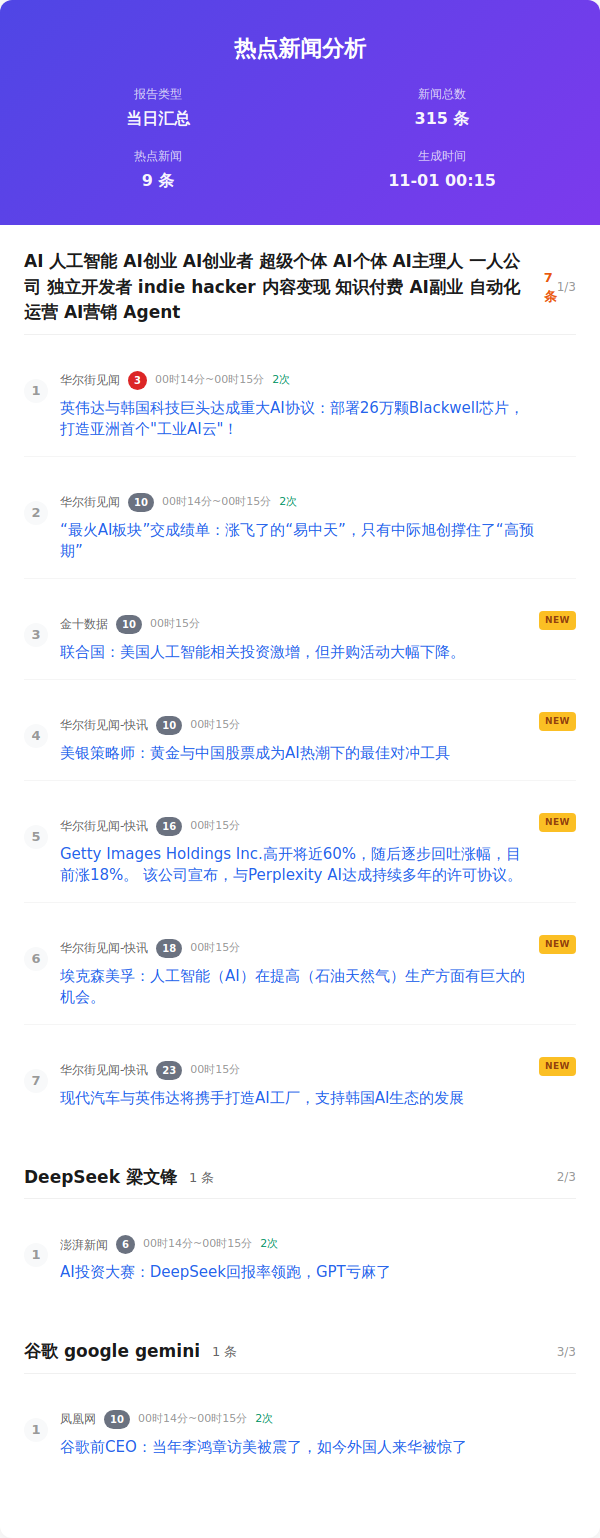 热点新闻分析
报告类型
新闻总数
当日汇总
315 条
热点新闻
生成时间
9 条
11-01 00:15
AI 人工智能 AI创业 AI创业者 超级个体 AI个体 AI主理人 一人公
司 独立开发者 indie hacker 内容变现 知识付费 AI副业 自动化
运营 AI营销 Agent
7
条
1/3
1
华尔街见闻 3 00时14分~00时15分 2次
英伟达与韩国科技巨头达成重大AI协议：部署26万颗Blackwell芯片，
打造亚洲首个"工业AI云"！
2
华尔街见闻 10 00时14分~00时15分 2次
“最火AI板块”交成绩单：涨飞了的“易中天”，只有中际旭创撑住了“高预
期”
3
金十数据 10 00时15分
NEW
联合国：美国人工智能相关投资激增，但并购活动大幅下降。
4
华尔街见闻-快讯 10 00时15分
NEW
美银策略师：黄金与中国股票成为AI热潮下的最佳对冲工具
5
华尔街见闻-快讯 16 00时15分
NEW
Getty Images Holdings Inc.高开将近60%，随后逐步回吐涨幅，目
前涨18%。 该公司宣布，与Perplexity AI达成持续多年的许可协议。
6
华尔街见闻-快讯 18 00时15分
NEW
埃克森美孚：人工智能（AI）在提高（石油天然气）生产方面有巨大的
机会。
7
华尔街见闻-快讯 23 00时15分
NEW
现代汽车与英伟达将携手打造AI工厂，支持韩国AI生态的发展
DeepSeek 梁文锋 1 条
2/3
1
澎湃新闻 6 00时14分~00时15分 2次
AI投资大赛：DeepSeek回报率领跑，GPT亏麻了
谷歌 google gemini 1 条
3/3
1
凤凰网 10 00时14分~00时15分 2次
谷歌前CEO：当年李鸿章访美被震了，如今外国人来华被惊了